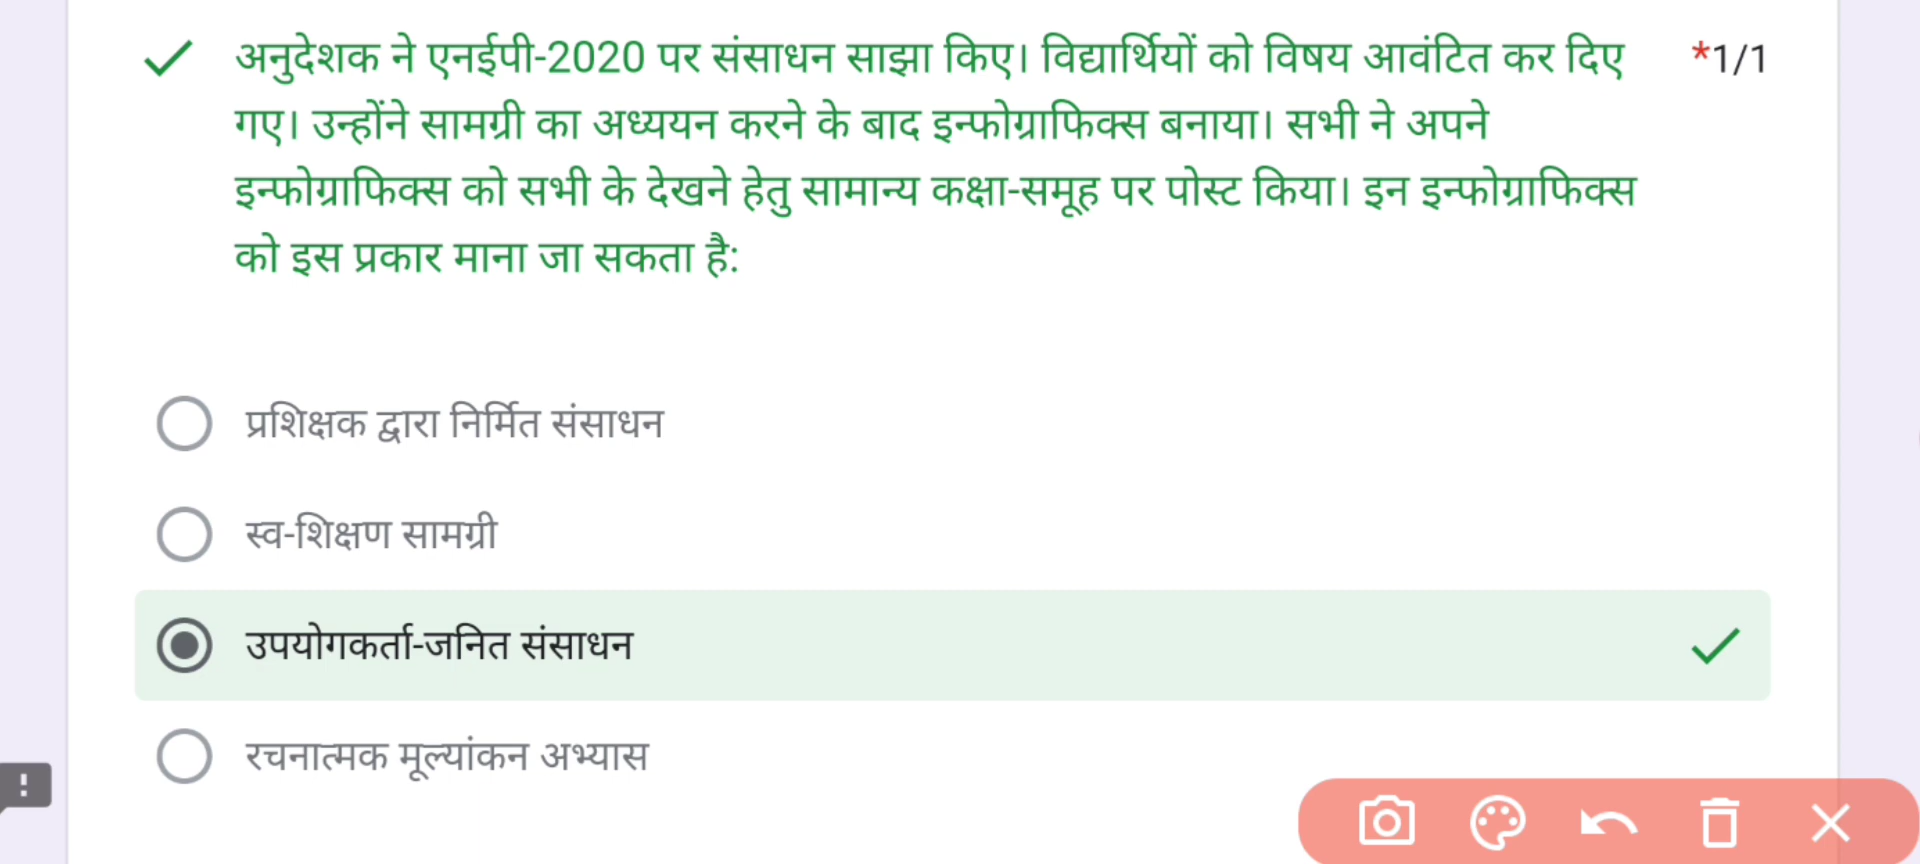 अनुदेशक ने एनईपी-2020 पर संसाधन साझा किए। विद्यार्थियों को विषय आवंटित कर दिए *1/1
गए। उन्होंने सामग्री का अध्ययन करने के बाद इन्फोग्राफिक्स बनाया। सभी ने अपने
इन्फोग्राफिक्स को सभी के देखने हेतु सामान्य कक्षा-समूह पर पोस्ट किया। इन इन्फोग्राफिक्स
को इस प्रकार माना जा सकता है:
प्रशिक्षक द्वारा निर्मित संसाधन
स्व-शिक्षण सामग्री
उपयोगकर्ता-जनित संसाधन
रचनात्मक मूल्यांकन अभ्यास